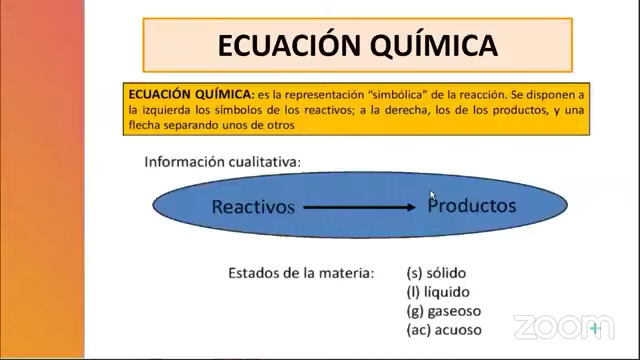 ECUACIÓN QUÍMICA
ECUACIÓN QUÍMICA: es la representación “simbólica” de la reacción. Se disponen a
la izquierda los símbolos de los reactivos; a la derecha, los de los productos, y una
flecha separando unos de otros
Información cualitativa:
Reactivos Productos
Estados de la materia: (s) sólido
(l) líquido
(g) gaseoso
(ac) acuoso
zoom